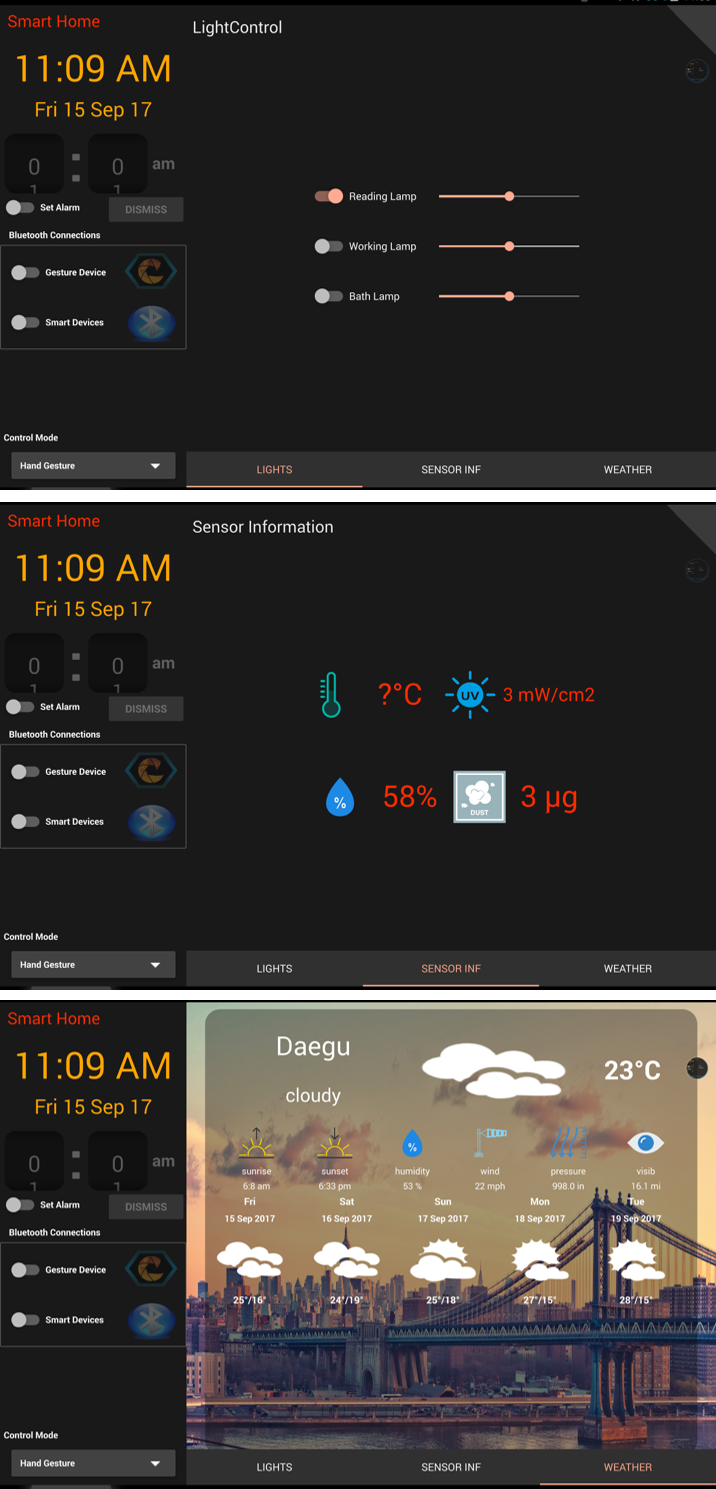 Smart Home
LightControl
11:09 AM
Fri 15 Sep 17
0 : 0 am
1 1
Set Alarm
DISMISS
Bluetooth Connections
Gesture Device
Smart Devices
Reading Lamp
Working Lamp
Bath Lamp
Control Mode
Hand Gesture
LIGHTS
SENSOR INF
WEATHER
Smart Home
Sensor Information
11:09 AM
Fri 15 Sep 17
0 : 0 am
1 1
Set Alarm
DISMISS
Bluetooth Connections
Gesture Device
Smart Devices
?°C
UV
3 mW/cm2
%
58%
DUST
3 µg
Control Mode
Hand Gesture
LIGHTS
SENSOR INF
WEATHER
Smart Home
11:09 AM
Fri 15 Sep 17
0 : 0 am
1 1
Set Alarm
DISMISS
Bluetooth Connections
Gesture Device
Smart Devices
Control Mode
Hand Gesture
Daegu
cloudy
23°C
%
sunrise sunset humidity wind pressure visib
6:8 am 6:33 pm 53 % 22 mph 998.0 in 16.1 mi
Fri Sat Sun Mon Tue
15 Sep 2017 16 Sep 2017 17 Sep 2017 18 Sep 2017 19 Sep 2017
25°/16° 24°/19° 25°/18° 27°/15° 28°/15°
LIGHTS
SENSOR INF
WEATHER